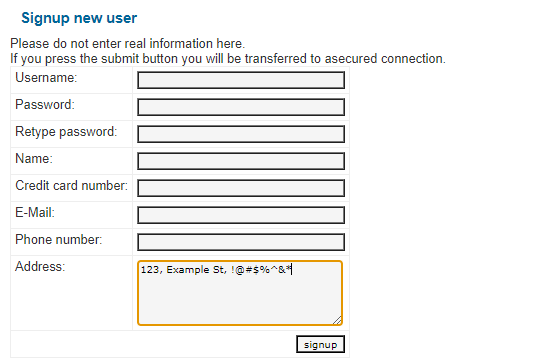 Signup new user
Please do not enter real information here.
If you press the submit button you will be transferred to asecured connection.
Username:
Password:
Retype password:
Name:
Credit card number:
E-Mail:
Phone number:
Address:
123, Example St, !@#$%^&*
signup